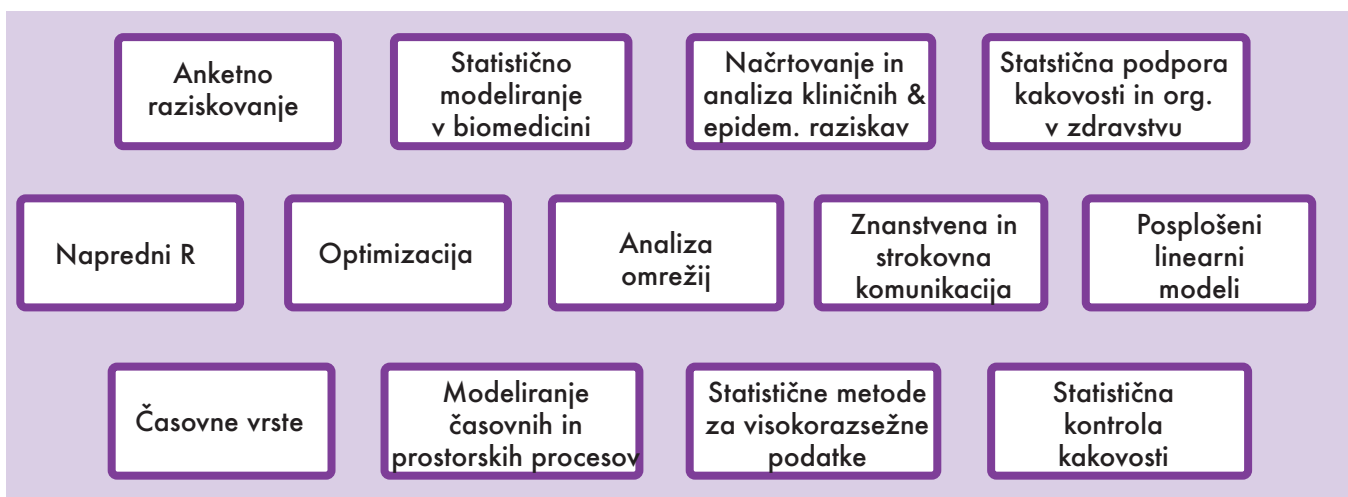 Anketno
raziskovanje
Statistično
modeliranje
v biomedicini
Načrtovanje in
analiza kliničnih &
epidem. raziskav
Statstična podpora
kakovosti in org.
v zdravstvu
Napredni R
Optimizacija
Analiza
omrežij
Znanstvena in
strokovna
komunikacija
Posplošeni
linearni
modeli
Časovne vrste
Modeliranje
časovnih in
prostorskih procesov
Statistične metode
za visokorazsežne
podatke
Statistična
kontrola
kakovosti